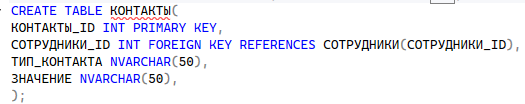 CREATE TABLE КОНТАКТЫ(
КОНТАКТЫ_ID INT PRIMARY KEY,
СОТРУДНИКИ_ID INT FOREIGN KEY REFERENCES СОТРУДНИКИ(СОТРУДНИКИ_ID),
ТИП_КОНТАКТА NVARCHAR(50),
ЗНАЧЕНИЕ NVARCHAR(50),
);